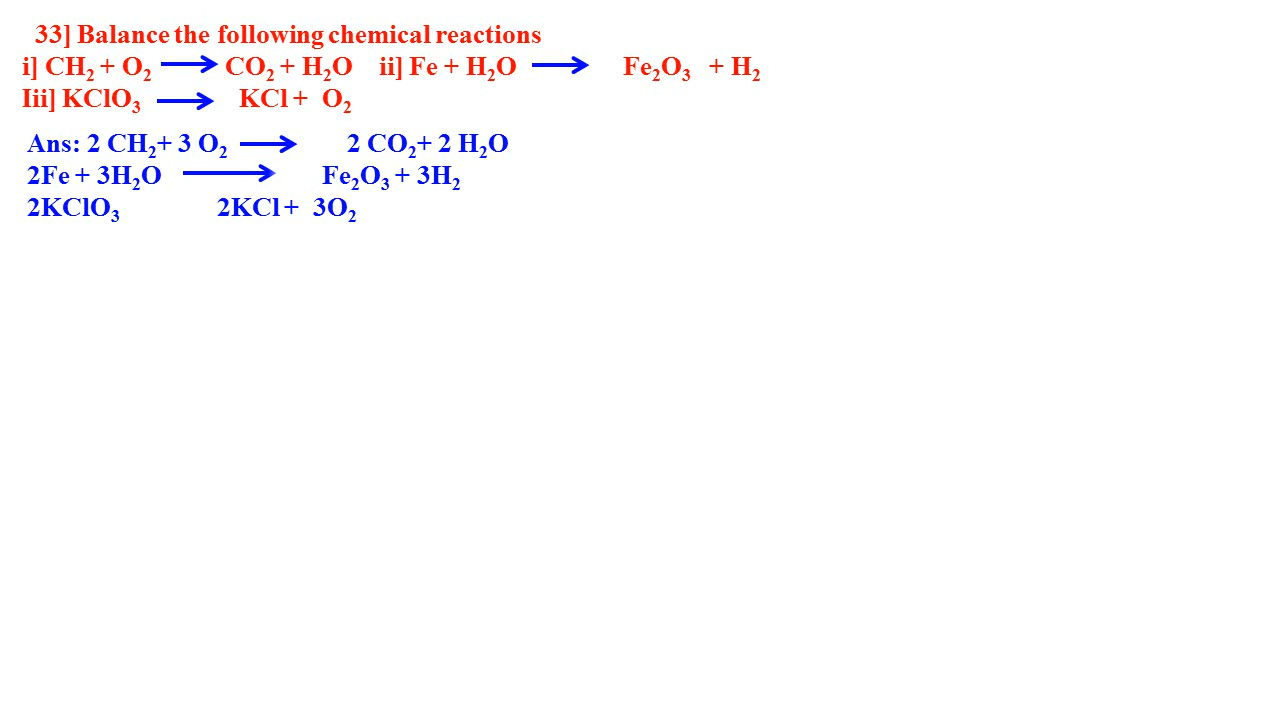 33] Balance the following chemical reactions
i] CH₂ + O₂ ⟶ CO₂ + H₂O ii] Fe + H₂O ⟶ Fe₂O₃ + H₂
Iii] KClO₃ ⟶ KCl + O₂
Ans: 2 CH₂+ 3 O₂ ⟶ 2 CO₂+ 2 H₂O
2Fe + 3H₂O ⟶ Fe₂O₃ + 3H₂
2KClO₃ 2KCl + 3O₂